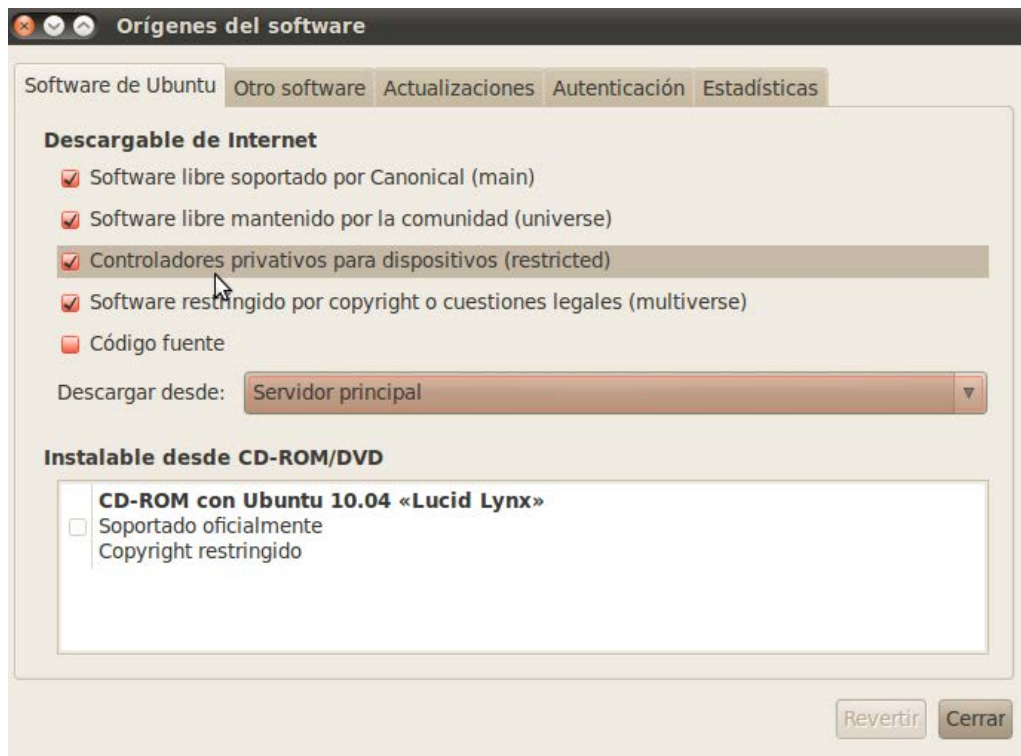 Orígenes del software
Software de Ubuntu
Otro software
Actualizaciones
Autenticación
Estadísticas
Descargable de Internet
Software libre soportado por Canonical (main)
Software libre mantenido por la comunidad (universe)
Controladores privativos para dispositivos (restricted)
Software restringido por copyright o cuestiones legales (multiverse)
Código fuente
Descargar desde: Servidor principal
Instalable desde CD-ROM/DVD
CD-ROM con Ubuntu 10.04 «Lucid Lynx»
Soportado oficialmente
Copyright restringido
Revertir
Cerrar